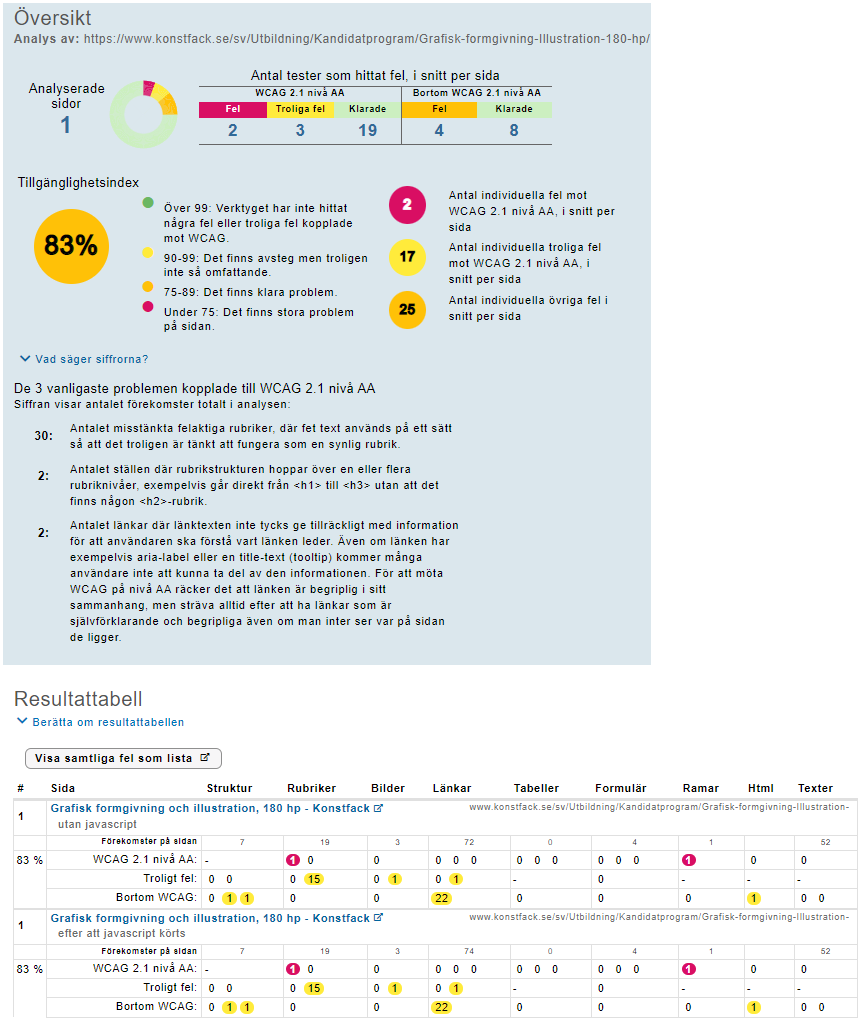 Översikt
Analys av: https://www.konstfack.se/sv/Utbildning/Kandidatprogram/Grafisk-formgivning-Illustration-180-hp/
Analyserade
sidor
1
Antal tester som hittat fel, i snitt per sida
WCAG 2.1 nivå AA Bortom WCAG 2.1 nivå AA
Fel Troliga fel Klarade Fel Klarade
2 3 19 4 8
Tillgänglighetsindex
83%
Över 99: Verktyget har inte hittat
några fel eller troliga fel kopplade
mot WCAG.
90-99: Det finns avsteg men troligen
inte så omfattande.
75-89: Det finns klara problem.
Under 75: Det finns stora problem
på sidan.
2
Antal individuella fel mot
WCAG 2.1 nivå AA, i snitt per
sida
17
Antal individuella troliga fel
mot WCAG 2.1 nivå AA, i
snitt per sida
25
Antal individuella övriga fel i
snitt per sida
Vad säger siffrorna?
De 3 vanligaste problemen kopplade till WCAG 2.1 nivå AA
Siffran visar antalet förekomster totalt i analysen:
30: Antalet misstänkta felaktiga rubriker, där fet text används på ett sätt
så att det troligen är tänkt att fungera som en synlig rubrik.
2: Antalet ställen där rubrikstrukturen hoppar över en eller flera
rubriknivåer, exempelvis går direkt från <h1> till <h3> utan att det
finns någon <h2>-rubrik.
2: Antalet länkar där länktexten inte tycks ge tillräckligt med information
för att användaren ska förstå vart länken leder. Även om länken har
exempelvis aria-label eller en title-text (tooltip) kommer många
användare inte att kunna ta del av den informationen. För att möta
WCAG på nivå AA räcker det att länken är begriplig i sitt
sammanhang, men sträva alltid efter att ha länkar som är
självförklarande och begripliga även om man inter ser var på sidan
de ligger.
Resultattabell
Berätta om resultattabellen
Visa samtliga fel som lista
# Sida Struktur Rubriker Bilder Länkar Tabeller Formulär Ramar Html Texter
1 Grafisk formgivning och illustration, 180 hp - Konstfack www.konstfack.se/sv/Utbildning/Kandidatprogram/Grafisk-formgivning-Illustration-
utan javascript
Förekomster på sidan 7 19 3 72 0 4 1 52
83 % WCAG 2.1 nivå AA: - 1 0 0 0 0 0 0 0 0 0 0 0 1 0 0
Troligt fel: 0 0 0 15 0 1 0 1 - 0 - - -
Bortom WCAG: 0 1 1 0 0 22 0 0 0 1 0 0
1 Grafisk formgivning och illustration, 180 hp - Konstfack www.konstfack.se/sv/Utbildning/Kandidatprogram/Grafisk-formgivning-Illustration-
efter att javascript körts
Förekomster på sidan 7 19 3 74 0 4 1 52
83 % WCAG 2.1 nivå AA: - 1 0 0 0 0 0 0 0 0 0 0 0 1 0 0
Troligt fel: 0 0 0 15 0 1 0 1 - 0 - - -
Bortom WCAG: 0 1 1 0 0 22 0 0 0 1 0 0